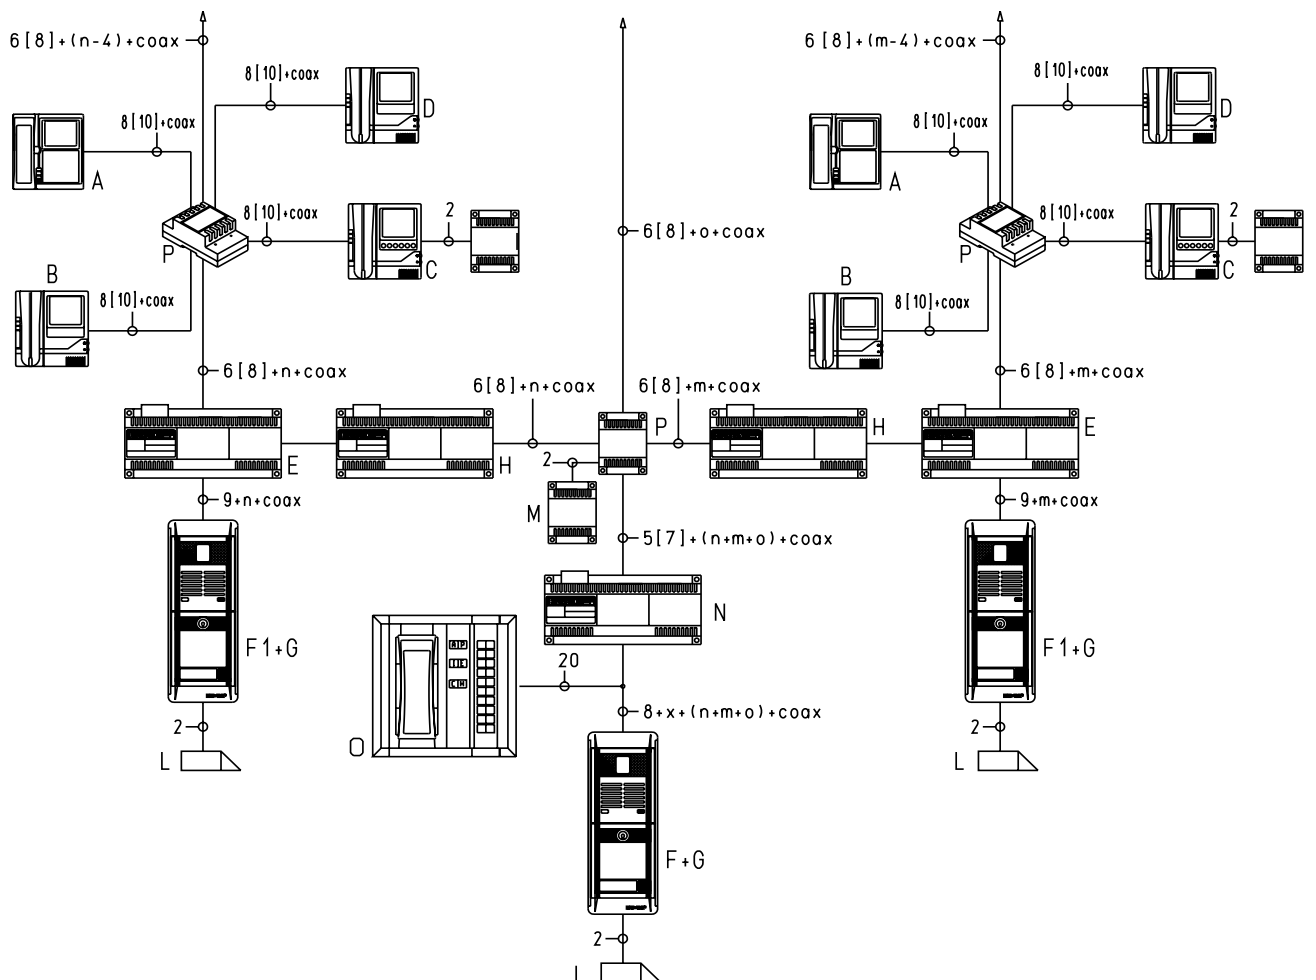 6[8]+(n-4)+coax
6[8]+(m-4)+coax
8[10]+coax
D
8[10]+coax
D
8[10]+coax
A
8[10]+coax
A
8[10]+coax
2
P
C
6[8]+o+coax
8[10]+coax
2
P
C
B
8[10]+coax
B
8[10]+coax
6[8]+n+coax
6[8]+n+coax
6[8]+m+coax
6[8]+m+coax
E
H
2
P
H
E
9+n+coax
M
9+m+coax
5[7]+(n+m+o)+coax
N
F1+G
A P
I E
C M
20
F1+G
O
8+x+(n+m+o)+coax
2
L
2
L
F+G
2
L